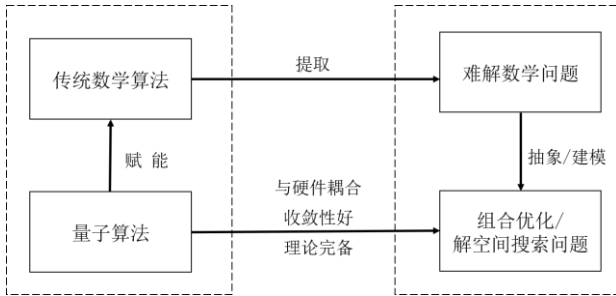 传统数学算法
提取
难解数学问题
赋 能
抽象/建模
与硬件耦合
收敛性好
理论完备
量子算法
组合优化/
解空间搜索问题